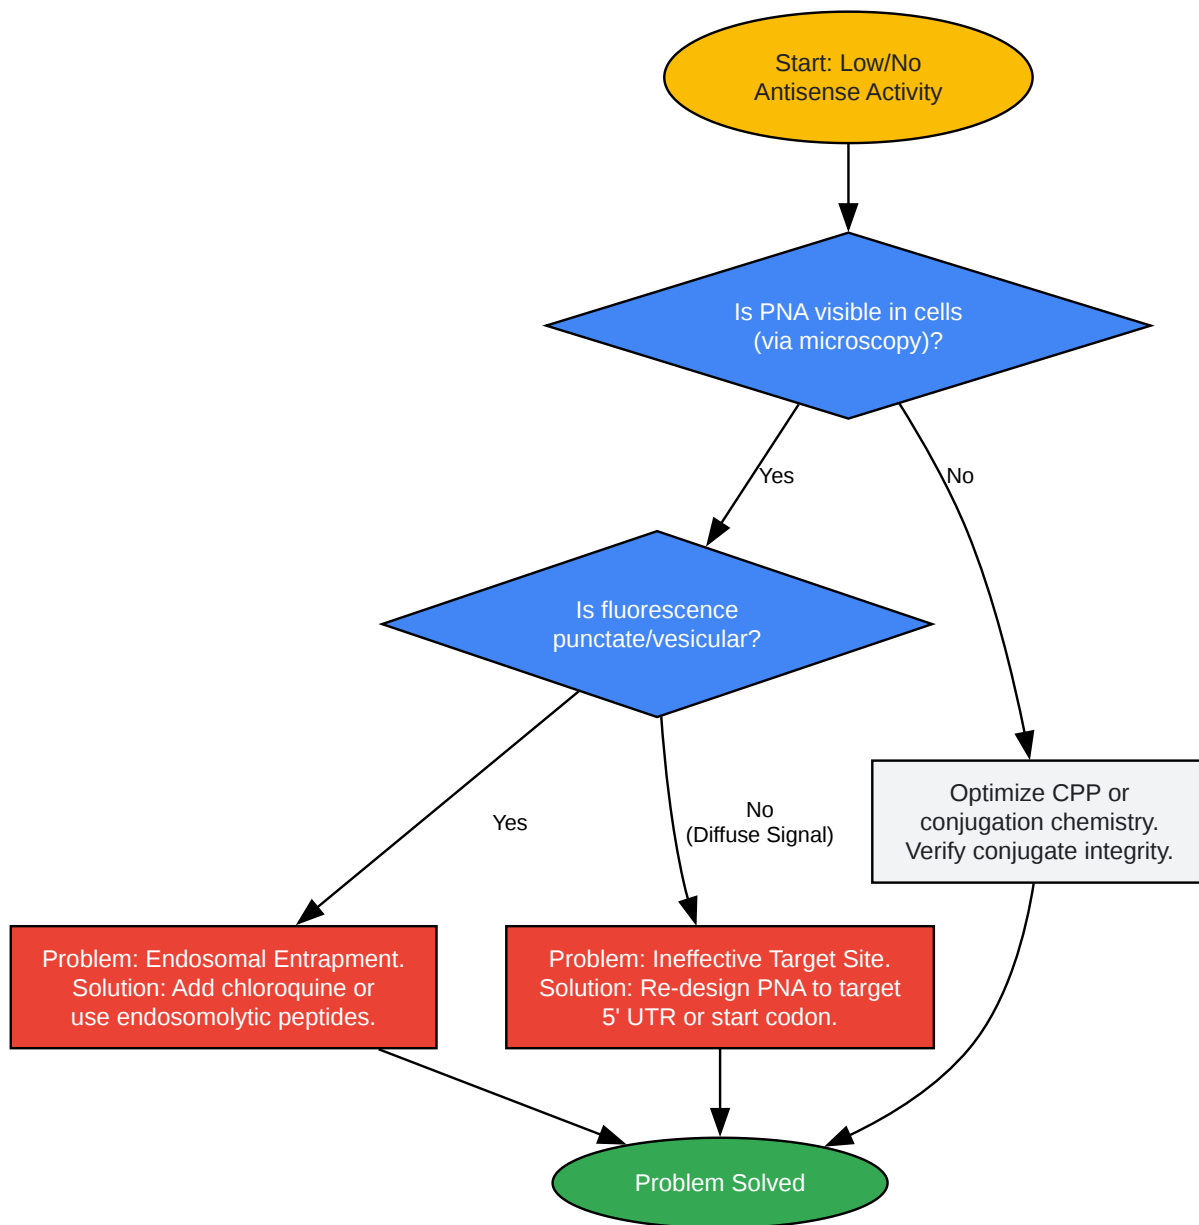 Start: Low/No
Antisense Activity
Is PNA visible in cells
(via microscopy)?
Yes
No
Is fluorescence
punctate/vesicular?
Yes
No
(Diffuse Signal)
Optimize CPP or
conjugation chemistry.
Verify conjugate integrity.
Problem: Endosomal Entrapment.
Solution: Add chloroquine or
use endosomolytic peptides.
Problem: Ineffective Target Site.
Solution: Re-design PNA to target
5' UTR or start codon.
Problem Solved